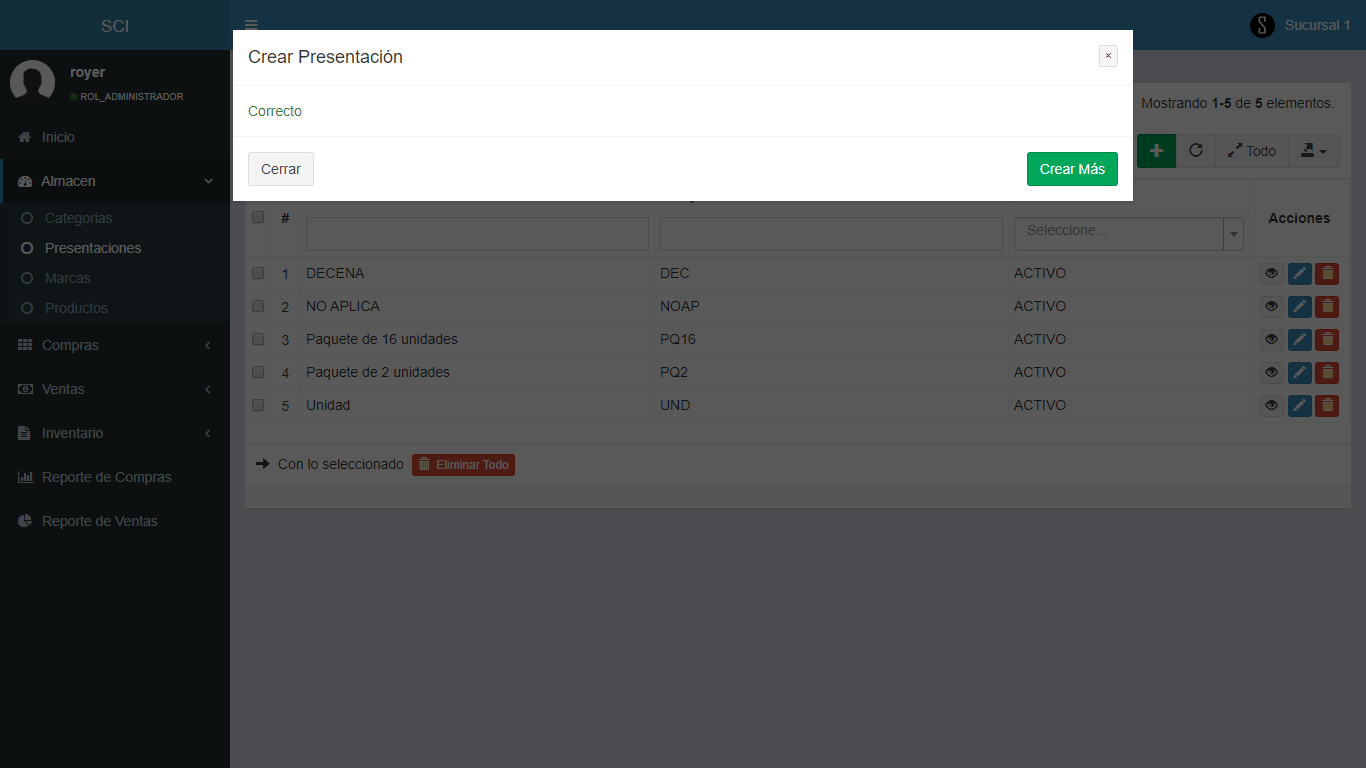 SCI
Sucursal 1
Crear Presentación
×
royer
ROL_ADMINISTRADOR
Correcto
Mostrando 1-5 de 5 elementos.
Inicio
Cerrar
Crear Más
Todo
Almacen
Categorias
Presentaciones
Marcas
Productos
Compras
Ventas
Inventario
Reporte de Compras
Reporte de Ventas
# Seleccione... Acciones
1 DECENA DEC ACTIVO
2 NO APLICA NOAP ACTIVO
3 Paquete de 16 unidades PQ16 ACTIVO
4 Paquete de 2 unidades PQ2 ACTIVO
5 Unidad UND ACTIVO
Con lo seleccionado Eliminar Todo